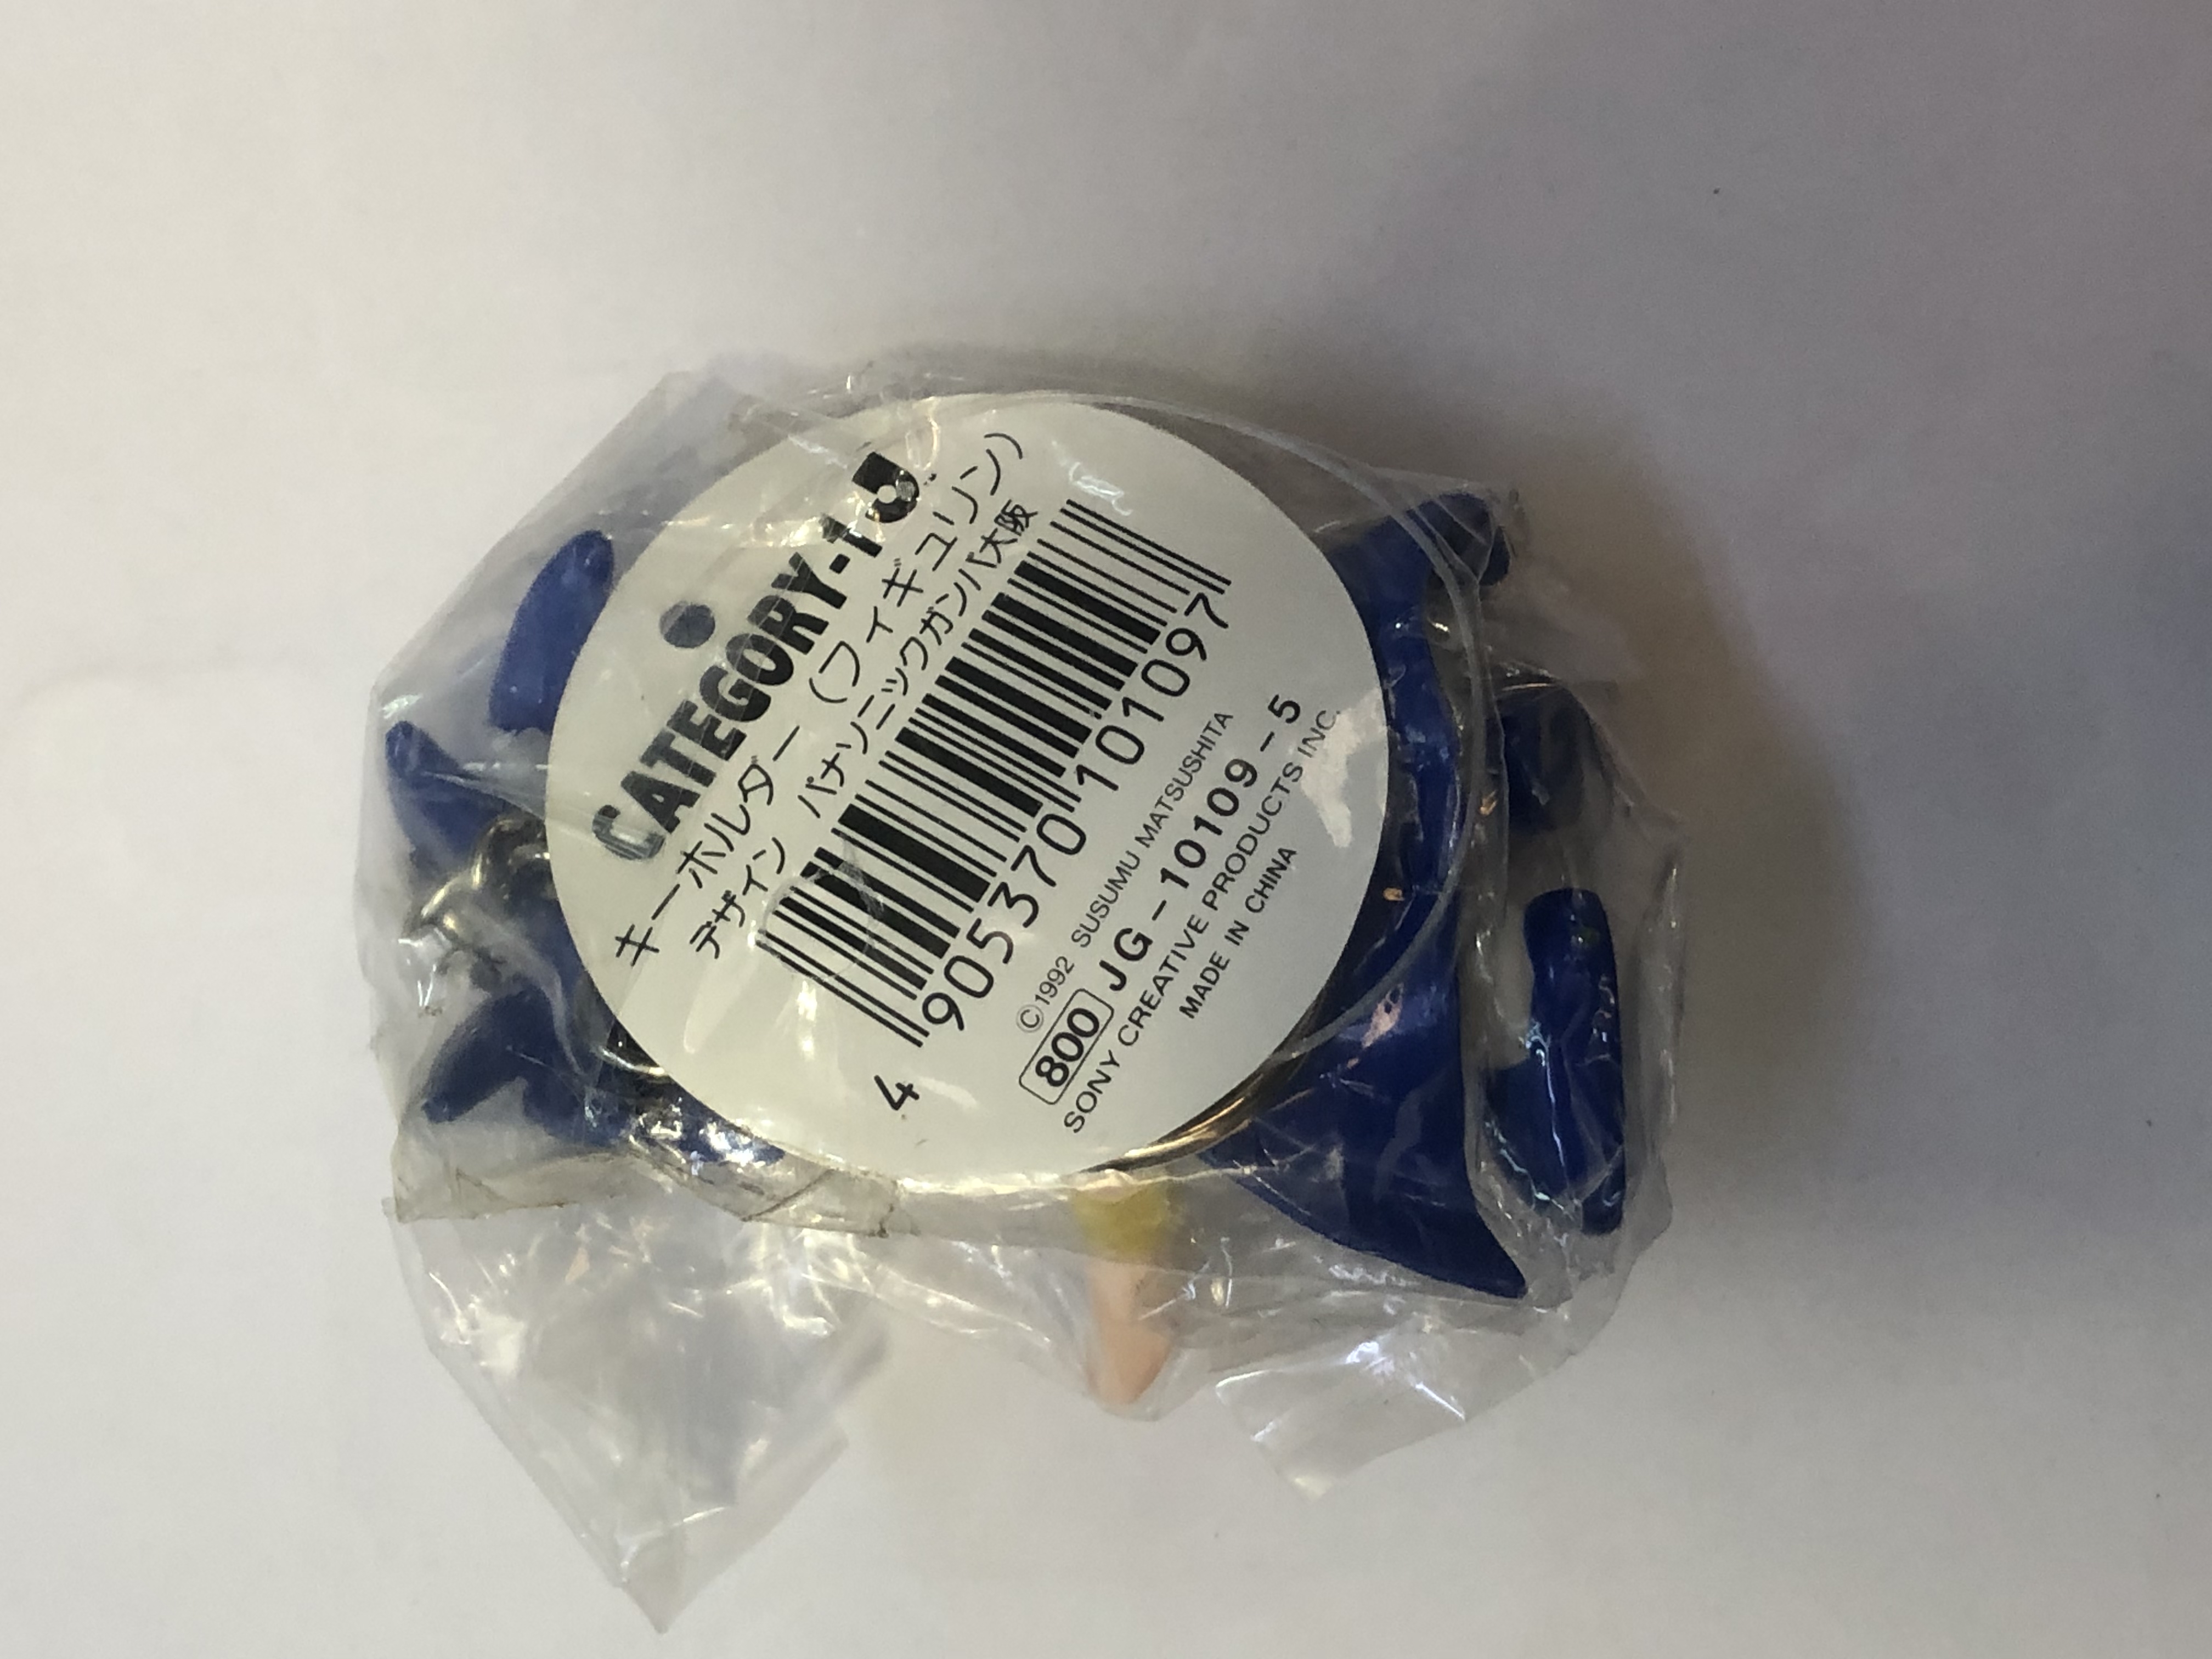 CATEGORY-1 J™
キーホルダー(フィギュリン)
デザイン パナソニックガンバ大阪
4 905370 101097
©1992 SUSUMU MATSUSHITA
800 JG-10109-5
SONY CREATIVE PRODUCTS INC.
MADE IN CHINA